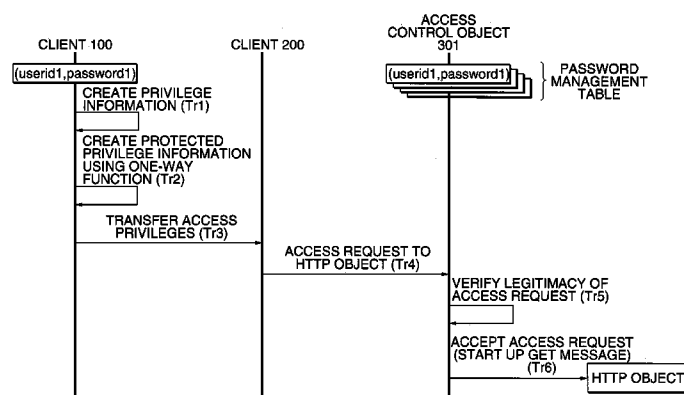 CLIENT 100
CLIENT 200
ACCESS
CONTROL OBJECT
301
(userid1,password1)
(userid1,password1)
PASSWORD
MANAGEMENT
TABLE
CREATE PRIVILEGE
INFORMATION (Tr1)
CREATE PROTECTED
PRIVILEGE INFORMATION
USING ONE-WAY
FUNCTION (Tr2)
TRANSFER ACCESS
PRIVILEGES (Tr3)
ACCESS REQUEST TO
HTTP OBJECT (Tr4)
VERIFY LEGITIMACY OF
ACCESS REQUEST (Tr5)
ACCEPT ACCESS REQUEST
(START UP GET MESSAGE)
(Tr6)
HTTP OBJECT